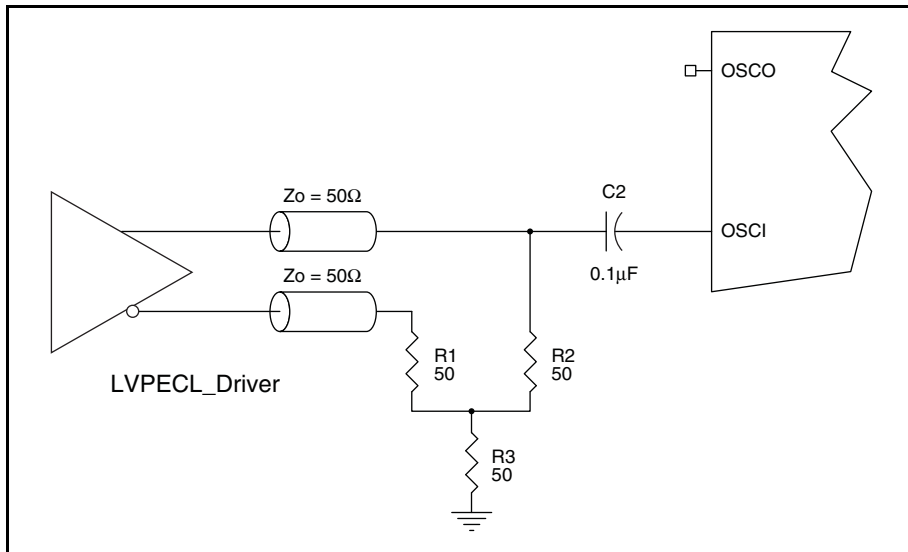 OSCO
Zo = 50Ω
C2
OSCI
0.1μF
Zo = 50Ω
R1
50
R2
50
LVPECL_Driver
R3
50